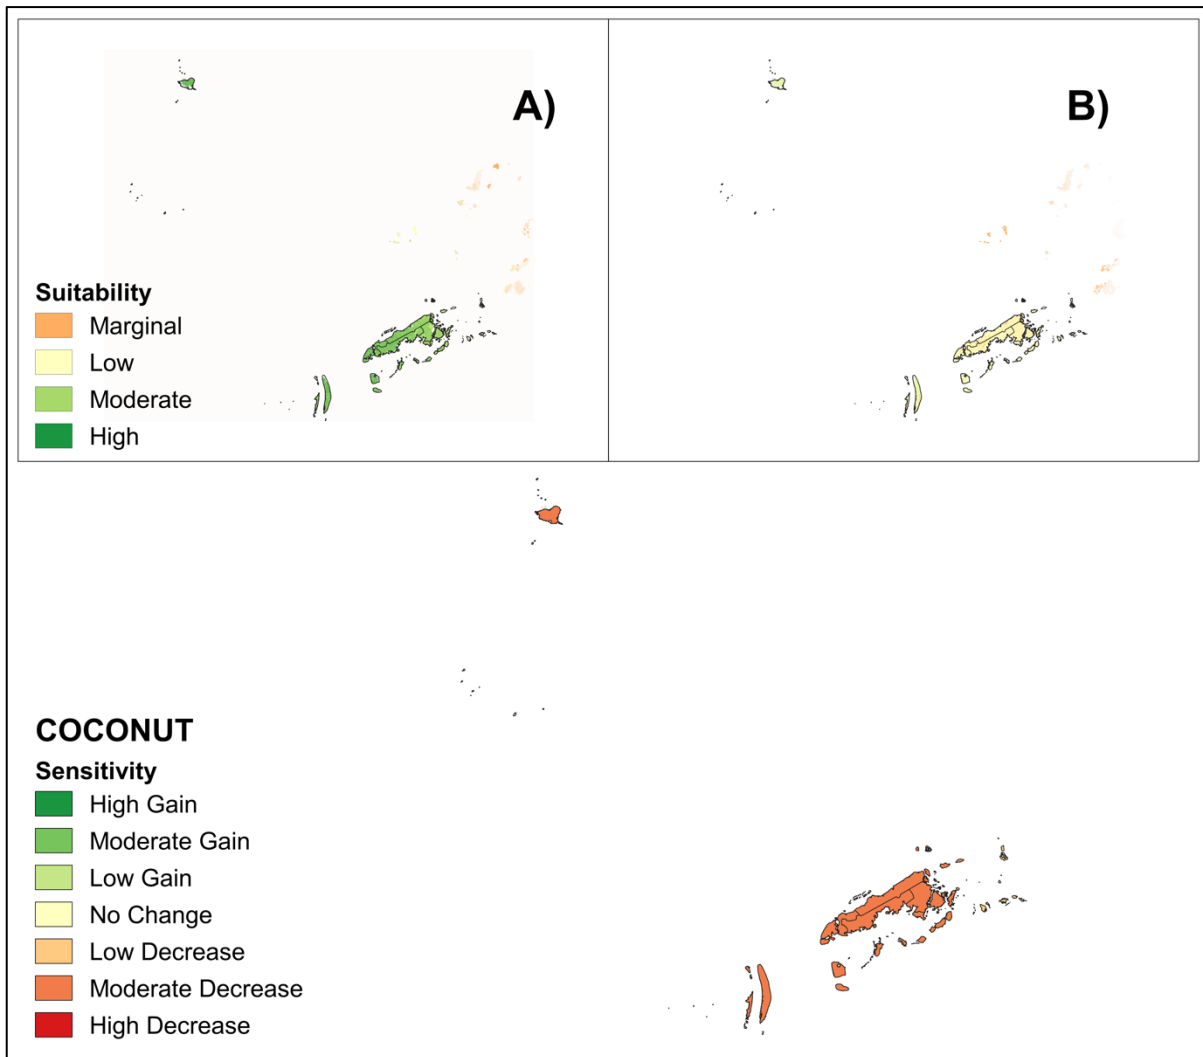 A)
B)
Suitability
Marginal
Low
Moderate
High
COCONUT
Sensitivity
High Gain
Moderate Gain
Low Gain
No Change
Low Decrease
Moderate Decrease
High Decrease